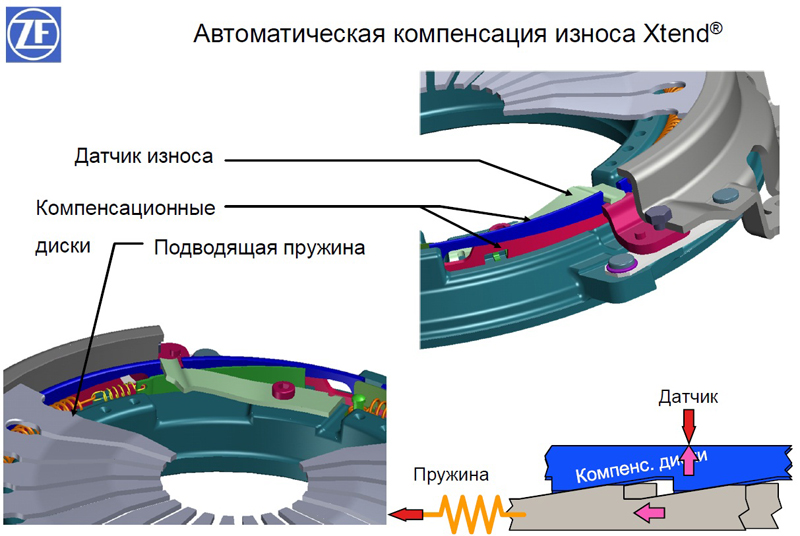 ZF
Автоматическая компенсация износа Xtend®
Датчик износа
Компенсационные
диски
Подводящая пружина
Датчик
Компенс. диски
Пружина